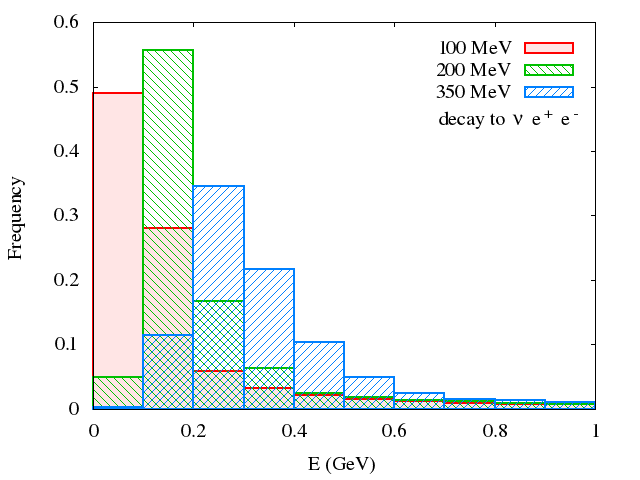 0.6
0.5
0.4
0.3
0.2
0.1
0
0 0.2 0.4 0.6 0.8 1
Frequency
E (GeV)
100 MeV
200 MeV
350 MeV
decay to ν e⁺ e⁻